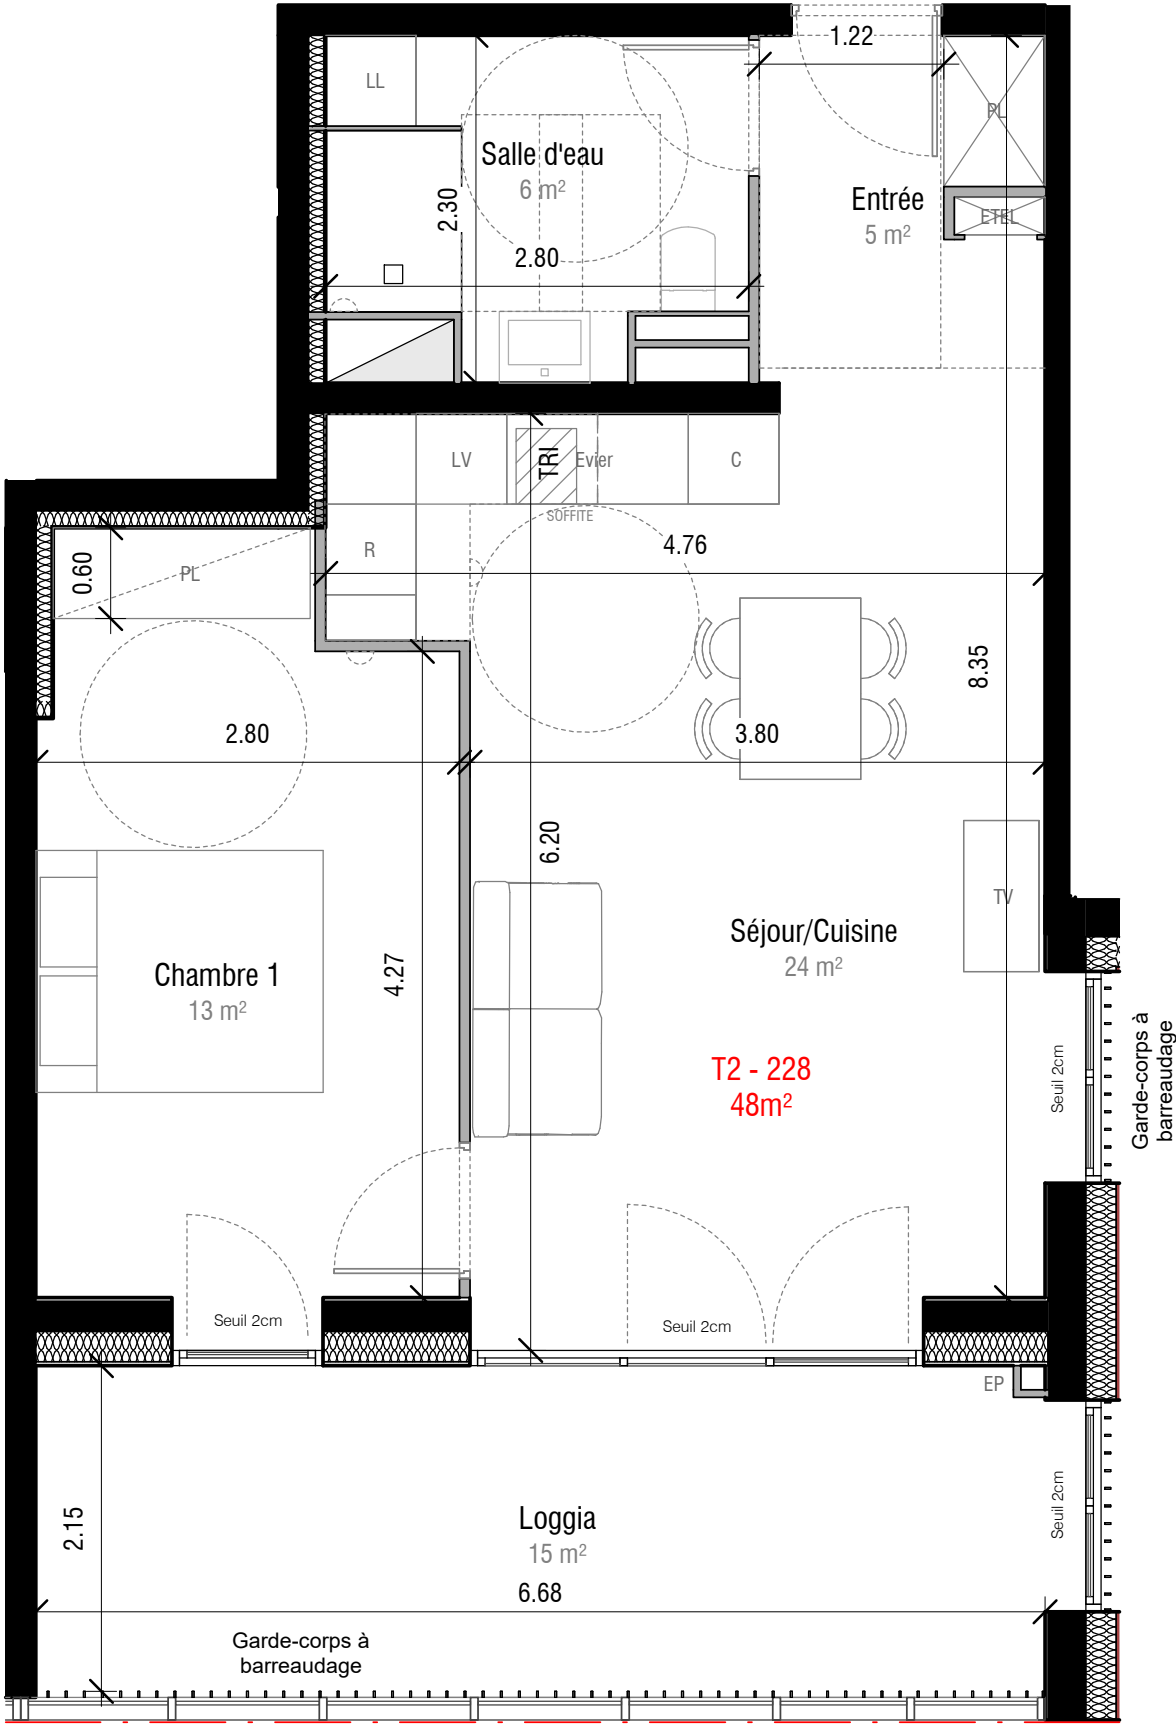 1.22
LL
PL
Salle d'eau
6 m²
2.30
Entrée
5 m²
ETEL
2.80
LV
TRI
Evier
C
SOFFITE
R
4.76
0.60
PL
8.35
2.80
3.80
6.20
TV
Séjour/Cuisine
24 m²
Chambre 1
13 m²
4.27
T2 - 228
48m²
Seuil 2cm
Garde-corps à
barreaudage
Seuil 2cm
Seuil 2cm
EP
2.15
Loggia
15 m²
Seuil 2cm
6.68
Garde-corps à
barreaudage